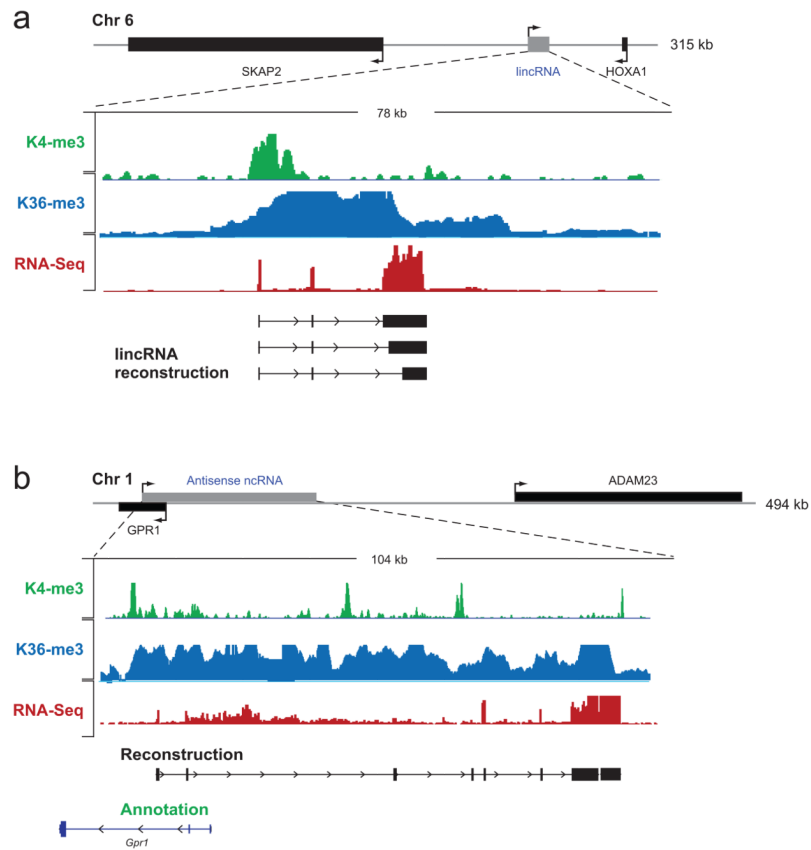 a
Chr 6
315 kb
SKAP2
lincRNA
HOXA1
78 kb
K4-me3
K36-me3
RNA-Seq
lincRNA
reconstruction
b
Chr 1
Antisense ncRNA
ADAM23
494 kb
GPR1
104 kb
K4-me3
K36-me3
RNA-Seq
Reconstruction
Annotation
Gpr1